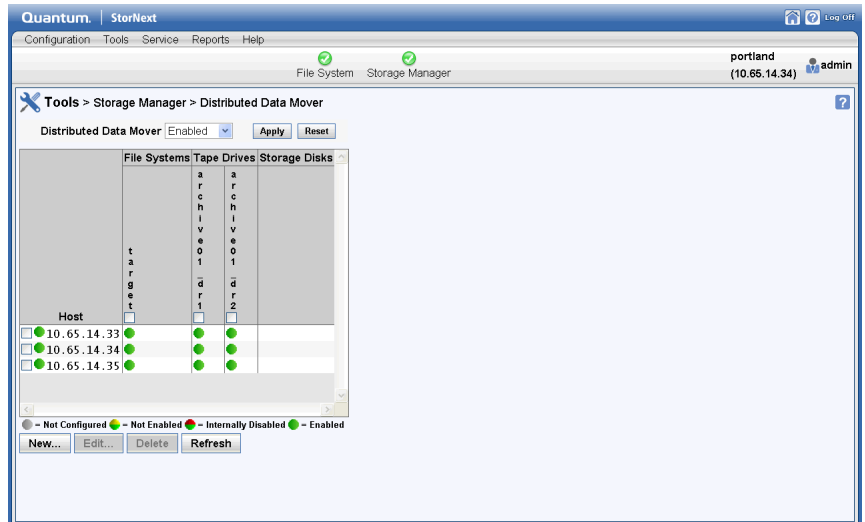 Quantum. | StorNext
Log Off
Configuration Tools Service Reports Help
File System Storage Manager
portland
(10.65.14.34)
admin
Tools > Storage Manager > Distributed Data Mover
?
Distributed Data Mover Enabled Apply Reset
File Systems Tape Drives Storage Disks
Host target archive01_dr1 archive01_dr2
10.65.14.33
10.65.14.34
10.65.14.35
= Not Configured = Not Enabled = Internally Disabled = Enabled
New... Edit... Delete Refresh